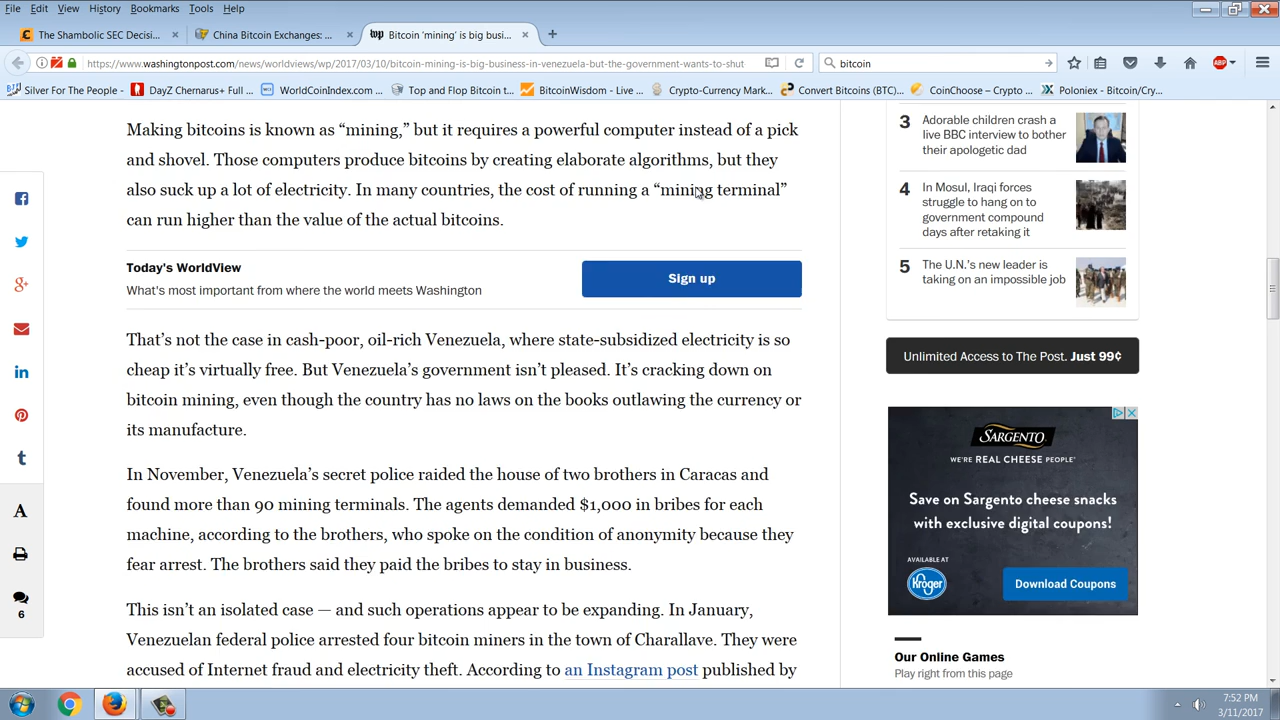 File Edit View History Bookmarks Tools Help
The Shambolic SEC Decisi... × China Bitcoin Exchanges: ... × wp Bitcoin 'mining' is big busi... × +
https://www.washingtonpost.com/news/worldviews/wp/2017/03/10/bitcoin-mining-is-big-business-in-venezuela-but-the-government-wants-to-shut bitcoin ABP
Silver For The People - DayZ Chernarus+ Full ... WorldCoinIndex.com ... Top and Flop Bitcoin t... BitcoinWisdom - Live ... Crypto-Currency Mark... Convert Bitcoins (BTC)... CoinChoose – Crypto ... Poloniex - Bitcoin/Cry...
Making bitcoins is known as “mining,” but it requires a powerful computer instead of a pick
and shovel. Those computers produce bitcoins by creating elaborate algorithms, but they
also suck up a lot of electricity. In many countries, the cost of running a “mining terminal”
can run higher than the value of the actual bitcoins.
Today's WorldView
What's most important from where the world meets Washington
Sign up
That’s not the case in cash-poor, oil-rich Venezuela, where state-subsidized electricity is so
cheap it’s virtually free. But Venezuela’s government isn’t pleased. It’s cracking down on
bitcoin mining, even though the country has no laws on the books outlawing the currency or
its manufacture.
In November, Venezuela’s secret police raided the house of two brothers in Caracas and
found more than 90 mining terminals. The agents demanded $1,000 in bribes for each
machine, according to the brothers, who spoke on the condition of anonymity because they
fear arrest. The brothers said they paid the bribes to stay in business.
This isn’t an isolated case — and such operations appear to be expanding. In January,
Venezuelan federal police arrested four bitcoin miners in the town of Charallave. They were
accused of Internet fraud and electricity theft. According to an Instagram post published by
A
6
3 Adorable children crash a
live BBC interview to bother
their apologetic dad
4 In Mosul, Iraqi forces
struggle to hang on to
government compound
days after retaking it
5 The U.N.'s new leader is
taking on an impossible job
Unlimited Access to The Post. Just 99¢
SARGENTO
WE'RE REAL CHEESE PEOPLE
Save on Sargento cheese snacks
with exclusive digital coupons!
AVAILABLE AT
Kroger
Download Coupons
Our Online Games
Play right from this page
7:52 PM
3/11/2017